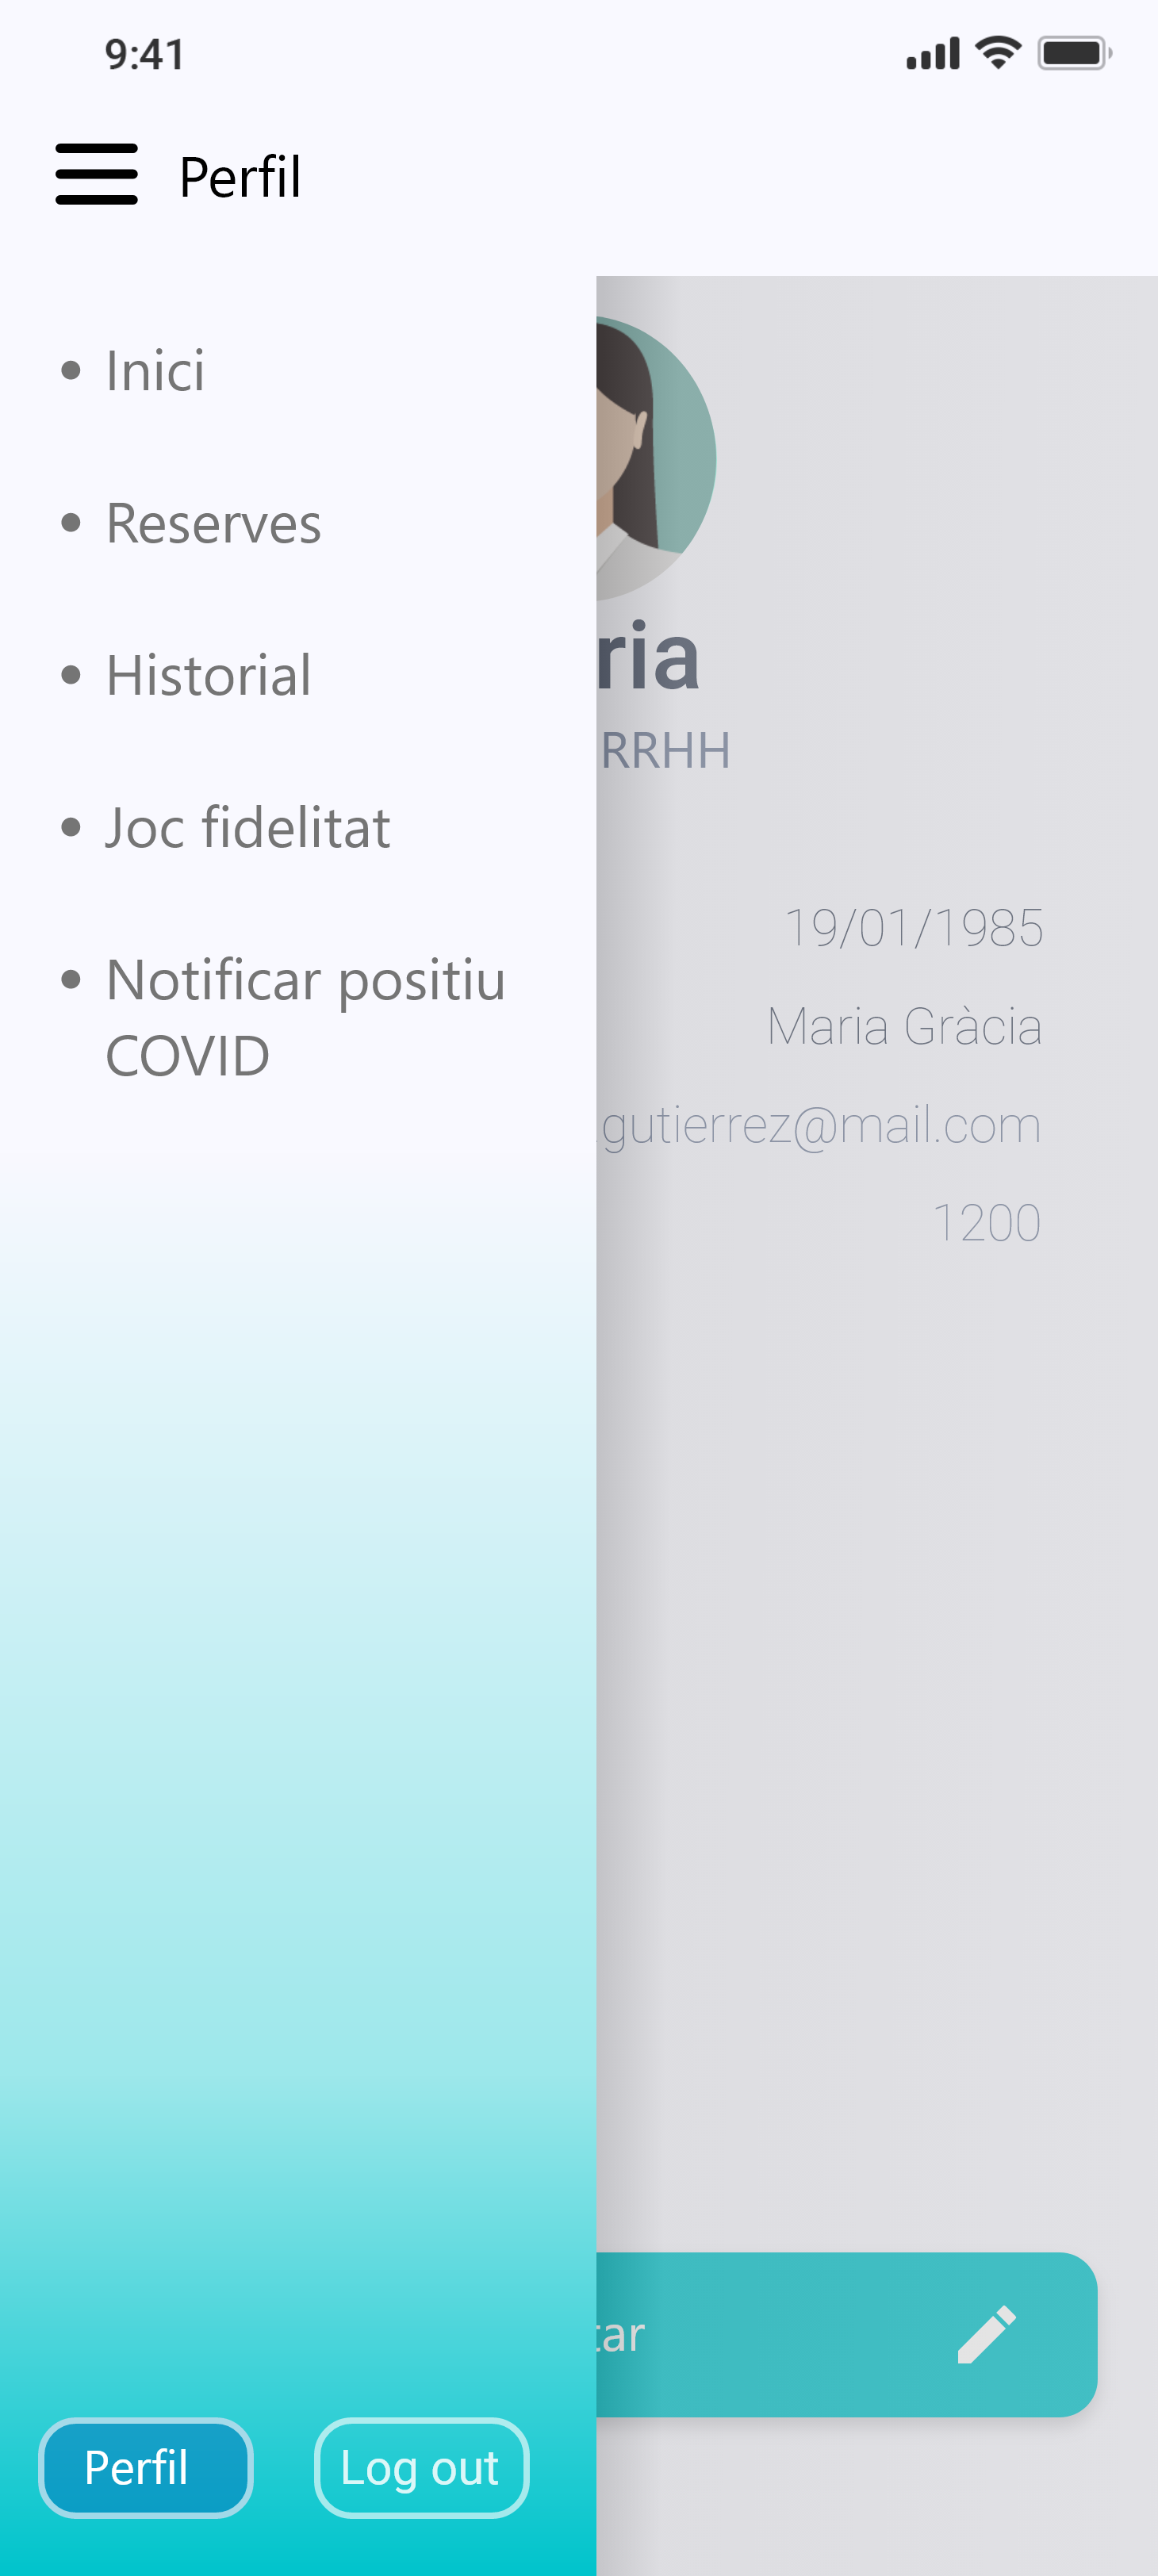 9:41
Perfil
• Inici
• Reserves
• Historial
• Joc fidelitat
• Notificar positiu
COVID
ria
RRHH
19/01/1985
Maria Gràcia
.gutierrez@mail.com
1200
tar
Perfil
Log out